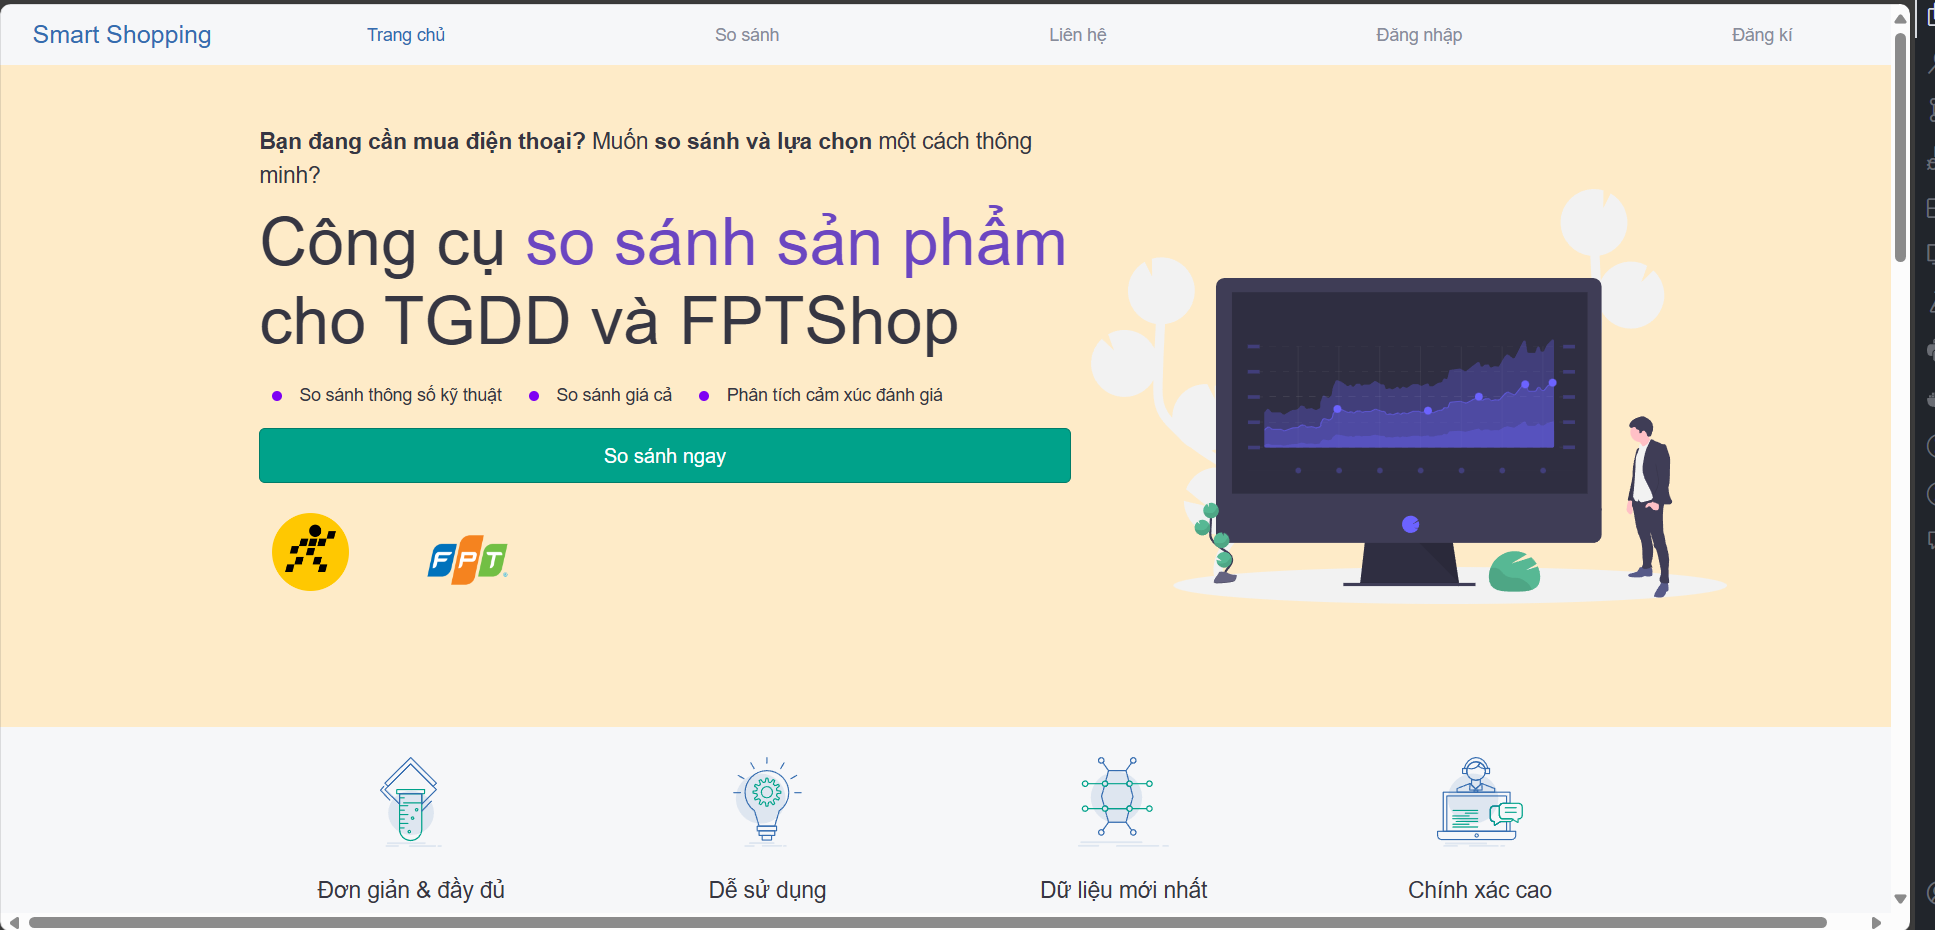 Smart Shopping
Trang chủ
So sánh
Liên hệ
Đăng nhập
Đăng kí
Bạn đang cần mua điện thoại? Muốn so sánh và lựa chọn một cách thông
minh?
Công cụ so sánh sản phẩm
cho TGDD và FPTShop
So sánh thông số kỹ thuật
So sánh giá cả
Phân tích cảm xúc đánh giá
So sánh ngay
FPT
Đơn giản & đầy đủ
Dễ sử dụng
Dữ liệu mới nhất
Chính xác cao